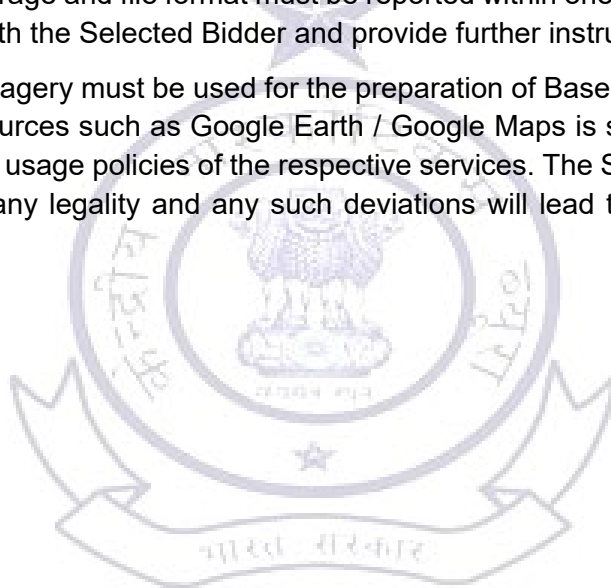 rage and file format must be reported within one
th the Selected Bidder and provide further instru
agery must be used for the preparation of Base
ources such as Google Earth / Google Maps is s
usage policies of the respective services. The S
any legality and any such deviations will lead t
भारत सरकार